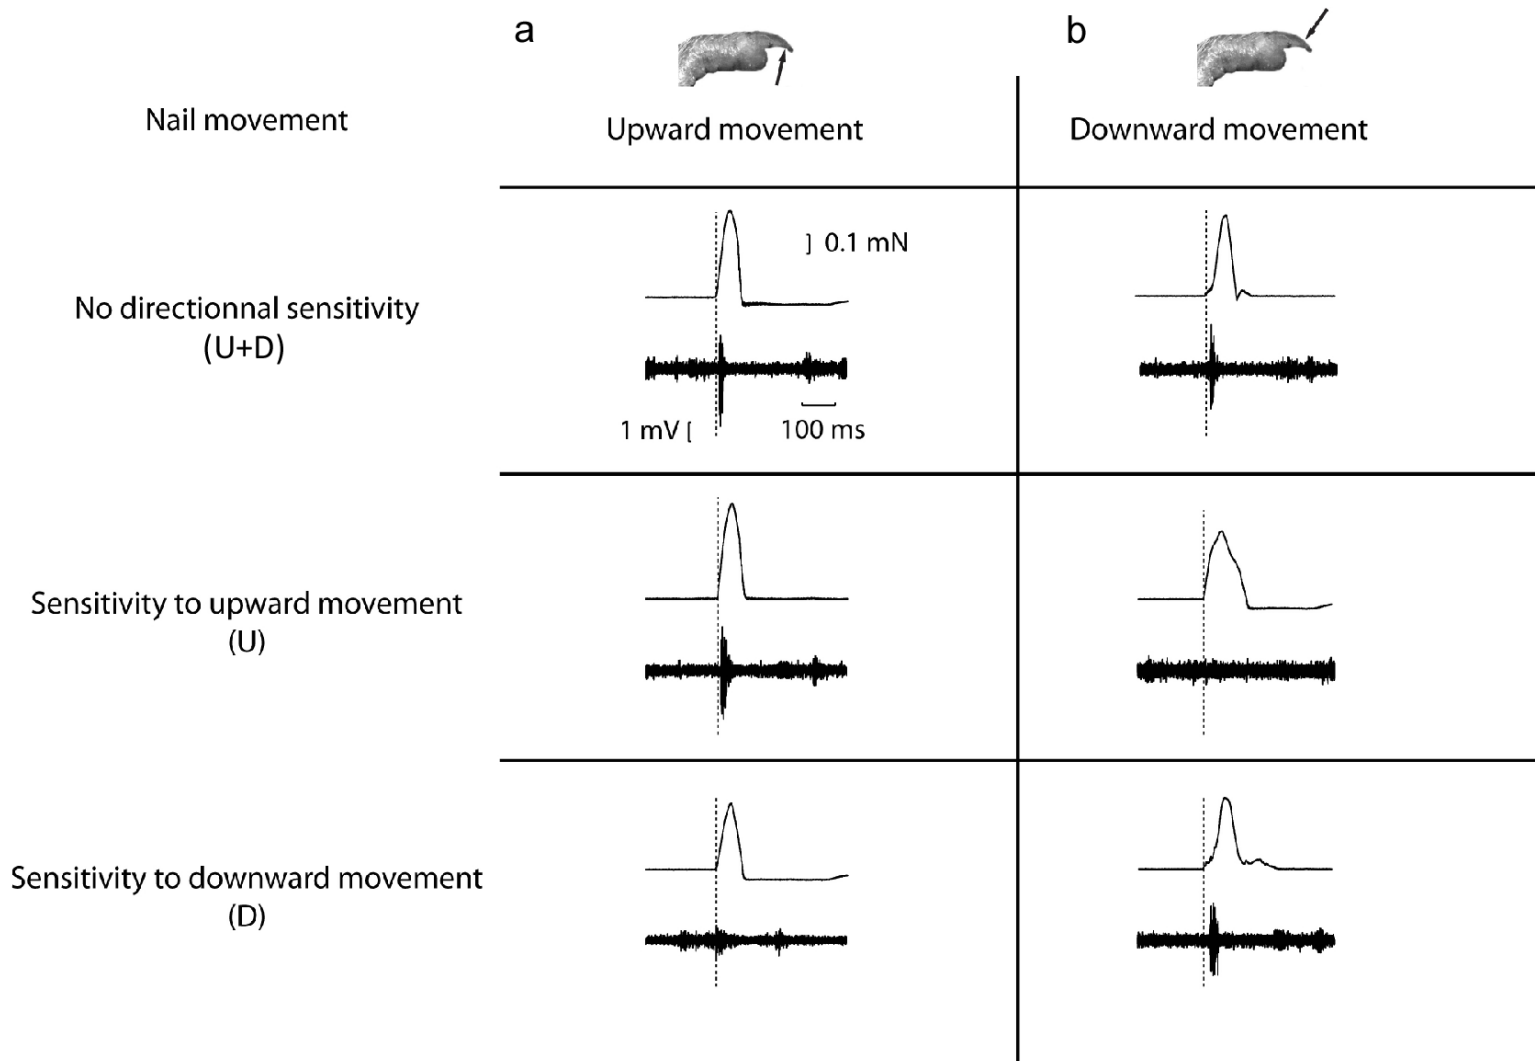 a
b
Nail movement
Upward movement
Downward movement
No directionnal sensitivity
(U+D)
0.1 mN
1 mV
100 ms
Sensitivity to upward movement
(U)
Sensitivity to downward movement
(D)